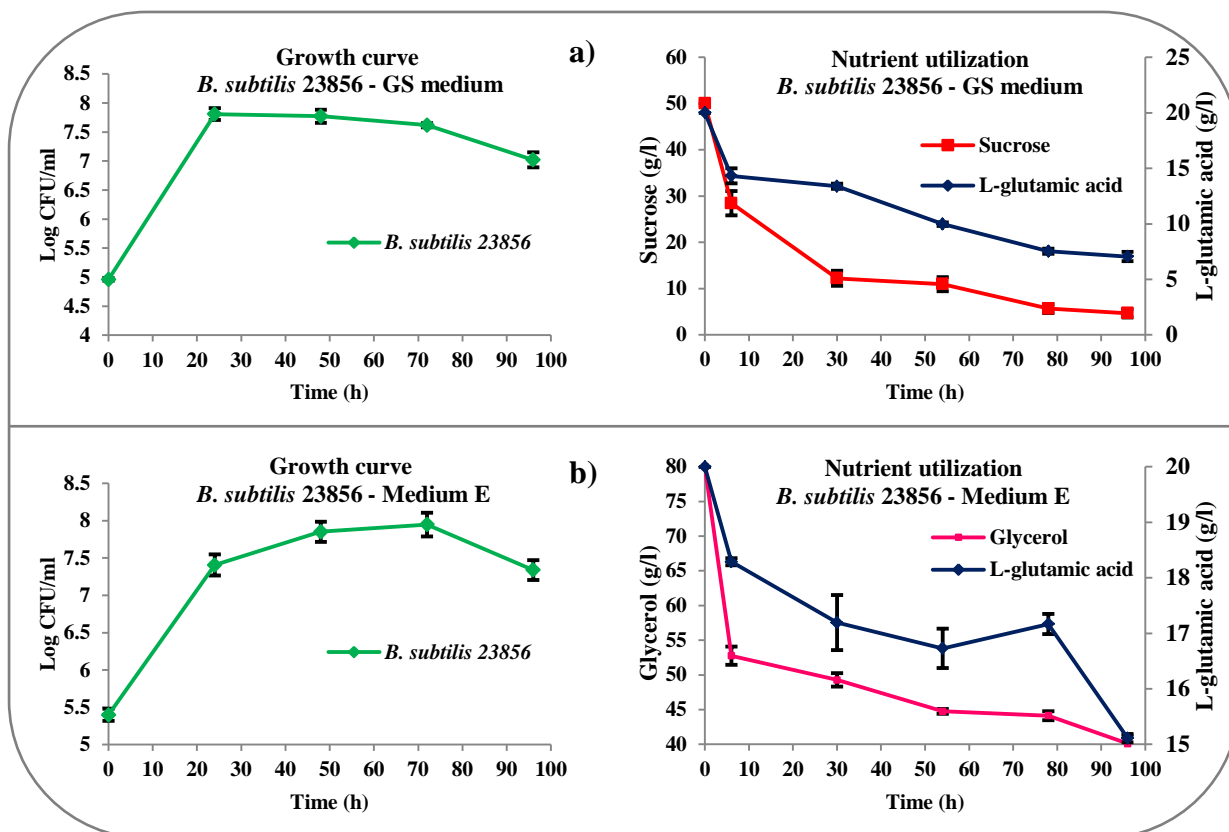 a)
Growth curve
B. subtilis 23856 - GS medium
8.5
8
7.5
7
6.5
6
5.5
5
4.5
4
Log CFU/ml
B. subtilis 23856
0 10 20 30 40 50 60 70 80 90 100
Time (h)
Nutrient utilization
B. subtilis 23856 - GS medium
60
50
40
30
20
10
0
Sucrose (g/l)
Sucrose
L-glutamic acid
25
20
15
10
5
0
L-glutamic acid (g/l)
0 10 20 30 40 50 60 70 80 90 100
Time (h)
b)
Growth curve
B. subtilis 23856 - Medium E
8.5
8
7.5
7
6.5
6
5.5
5
Log CFU/ml
B. subtilis 23856
0 10 20 30 40 50 60 70 80 90 100
Time (h)
Nutrient utilization
B. subtilis 23856 - Medium E
80
75
70
65
60
55
50
45
40
Glycerol (g/l)
Glycerol
L-glutamic acid
20
19
18
17
16
15
L-glutamic acid (g/l)
0 10 20 30 40 50 60 70 80 90 100
Time (h)